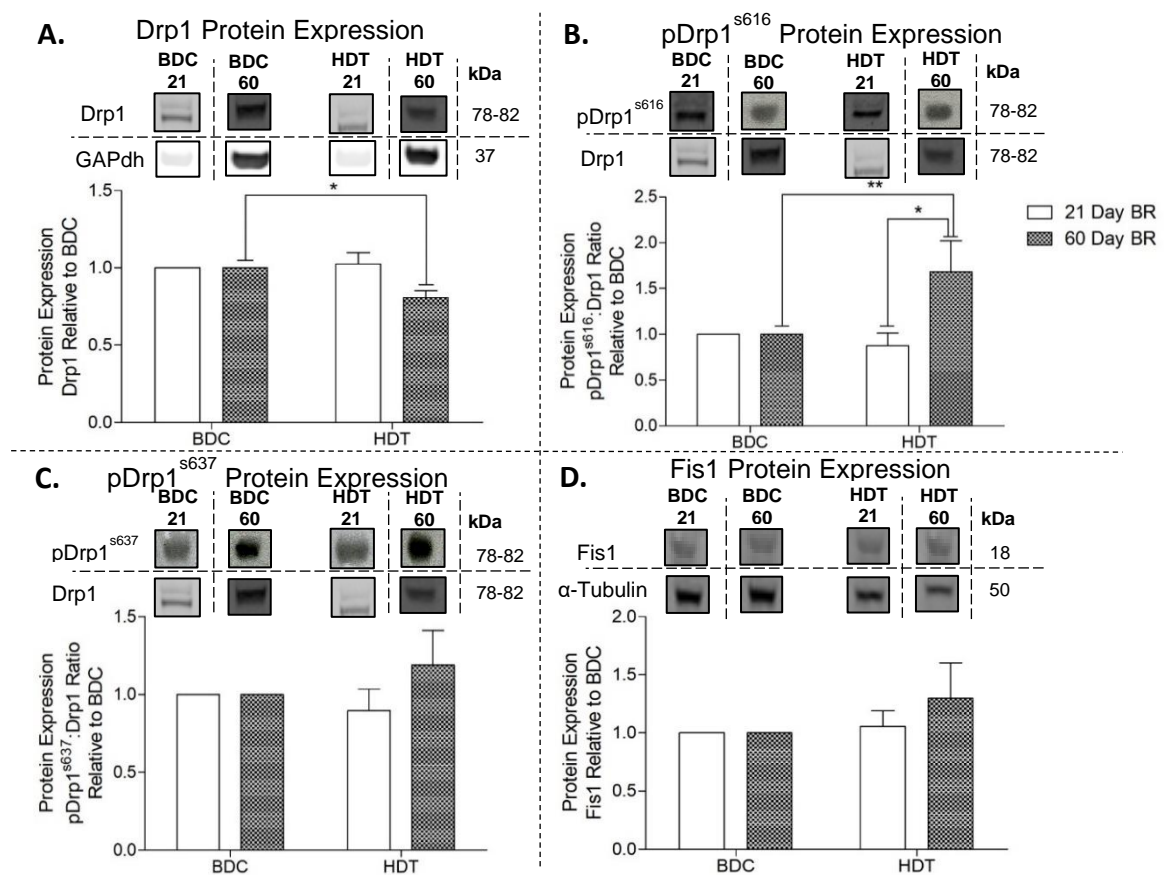 A.
Drp1 Protein Expression
BDC BDC HDT HDT
21 60 21 60 kDa
Drp1 78-82
GAPdh 37
1.5
1.0
0.5
0.0
Protein Expression
Drp1 Relative to BDC
*
BDC HDT
B.
pDrp1s616 Protein Expression
BDC BDC HDT HDT
21 60 21 60 kDa
pDrp1s616 78-82
Drp1 78-82
2.5
2.0
1.5
1.0
0.5
0.0
Protein Expression
pDrp1s616:Drp1 Ratio
Relative to BDC
**
*
BDC HDT
21 Day BR
60 Day BR
C.
pDrp1s637 Protein Expression
BDC BDC HDT HDT
21 60 21 60 kDa
pDrp1s637 78-82
Drp1 78-82
1.5
1.0
0.5
0.0
Protein Expression
pDrp1s637:Drp1 Ratio
Relative to BDC
BDC HDT
D.
Fis1 Protein Expression
BDC BDC HDT HDT
21 60 21 60 kDa
Fis1 18
α-Tubulin 50
2.0
1.5
1.0
0.5
0.0
Protein Expression
Fis1 Relative to BDC
BDC HDT